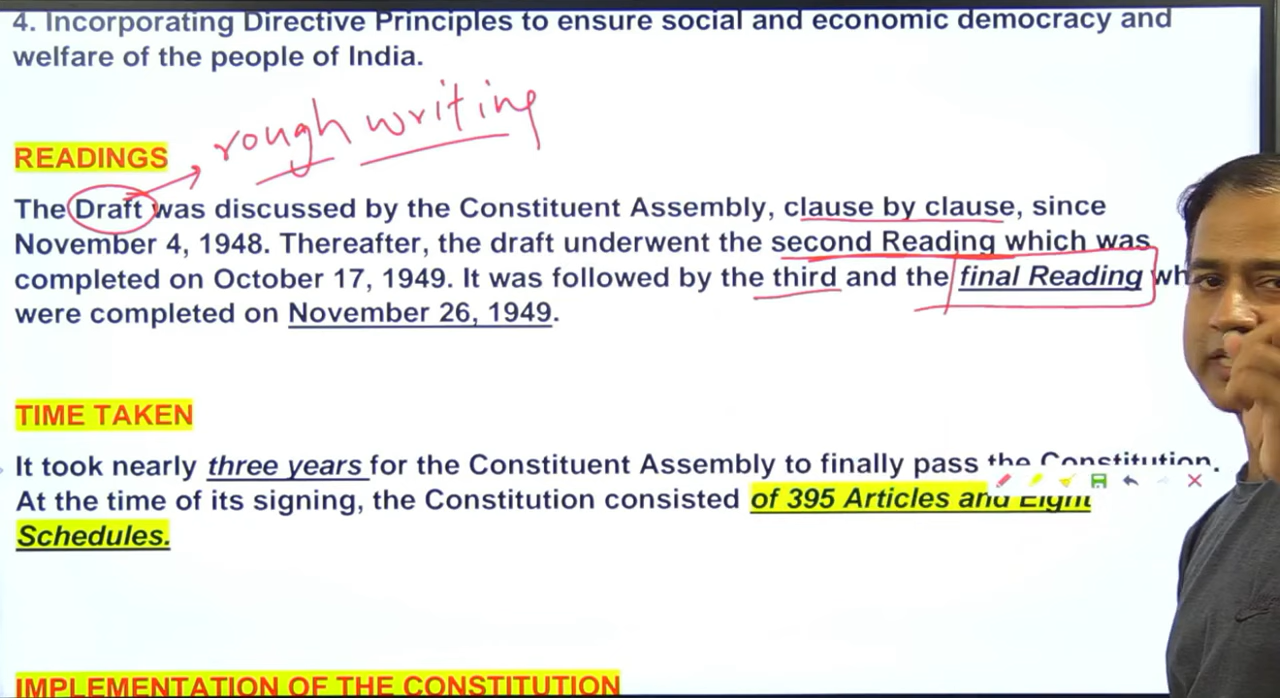 4. Incorporating Directive Principles to ensure social and economic democracy and
welfare of the people of India.
rough writing
READINGS
The Draft was discussed by the Constituent Assembly, clause by clause, since
November 4, 1948. Thereafter, the draft underwent the second Reading which was
completed on October 17, 1949. It was followed by the third and the final Reading wh
were completed on November 26, 1949.
TIME TAKEN
It took nearly three years for the Constituent Assembly to finally pass the Constitution.
At the time of its signing, the Constitution consisted of 395 Articles and Eight
Schedules.
IMPLEMENTATION OF THE CONSTITUTION